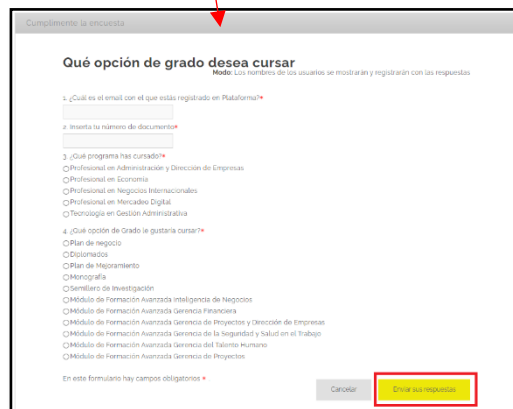 Cumplimente la encuesta
Qué opción de grado desea cursar
Modo: Los nombres de los usuarios se mostrarán y registrarán con las respuestas
1. ¿Cuál es el email con el que estás registrado en Plataforma?*
2. Inserta tu número de documento*
3. ¿Qué programa has cursado?*
Profesional en Administración y Dirección de Empresas
Profesional en Economía
Profesional en Negocios Internacionales
Profesional en Mercadeo Digital
Tecnología en Gestión Administrativa
4. ¿Qué opción de Grado le gustaría cursar?*
Plan de negocio
Diplomados
Plan de Mejoramiento
Monografía
Semillero de Investigación
Módulo de Formación Avanzada Inteligencia de Negocios
Módulo de Formación Avanzada Gerencia Financiera
Módulo de Formación Avanzada Gerencia de Proyectos y Dirección de Empresas
Módulo de Formación Avanzada Gerencia de la Seguridad y Salud en el Trabajo
Módulo de Formación Avanzada Gerencia del Talento Humano
Módulo de Formación Avanzada Gerencia de Proyectos
En este formulario hay campos obligatorios *
Cancelar
Enviar sus respuestas